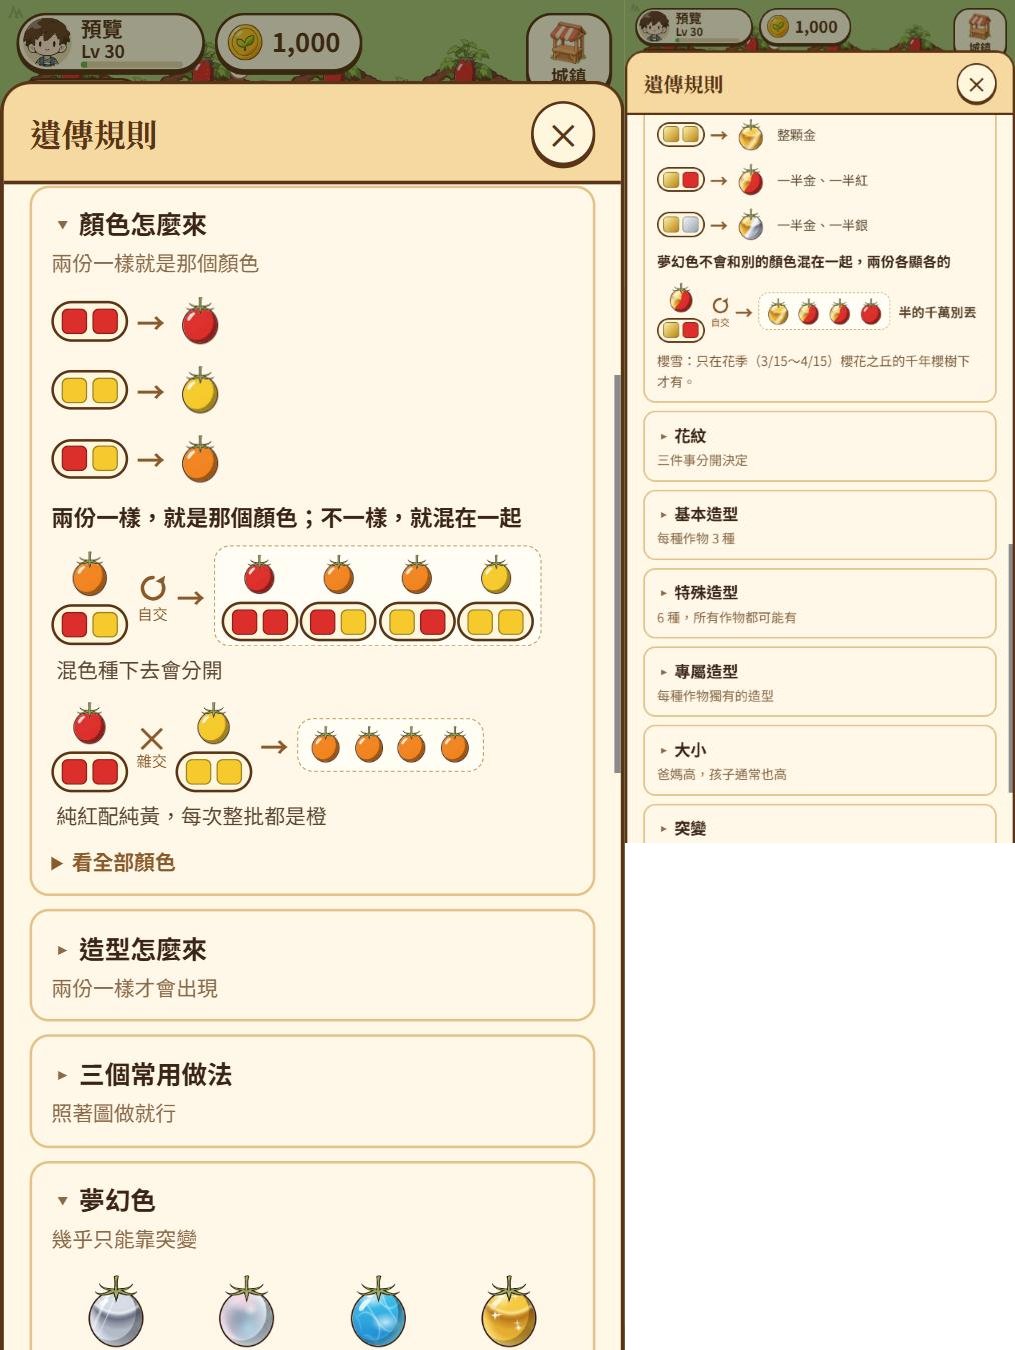 預覽
Lv 30
1,000
城鎮
遺傳規則
顏色怎麼來
兩份一樣就是那個顏色
兩份一樣，就是那個顏色；不一樣，就混在一起
自交
混色種下去會分開
雜交
純紅配純黃，每次整批都是橙
看全部顏色
造型怎麼來
兩份一樣才會出現
三個常用做法
照著圖做就行
夢幻色
幾乎只能靠突變
預覽
Lv 30
1,000
城鎮
遺傳規則
整顆金
一半金、一半紅
一半金、一半銀
夢幻色不會和別的顏色混在一起，兩份各顯各的
自交
半的千萬別丟
櫻雪：只在花季（3/15～4/15）櫻花之丘的千年櫻樹下
才有。
花紋
三件事分開決定
基本造型
每種作物 3 種
特殊造型
6 種，所有作物都可能有
專屬造型
每種作物獨有的造型
大小
爸媽高，孩子通常也高
突變